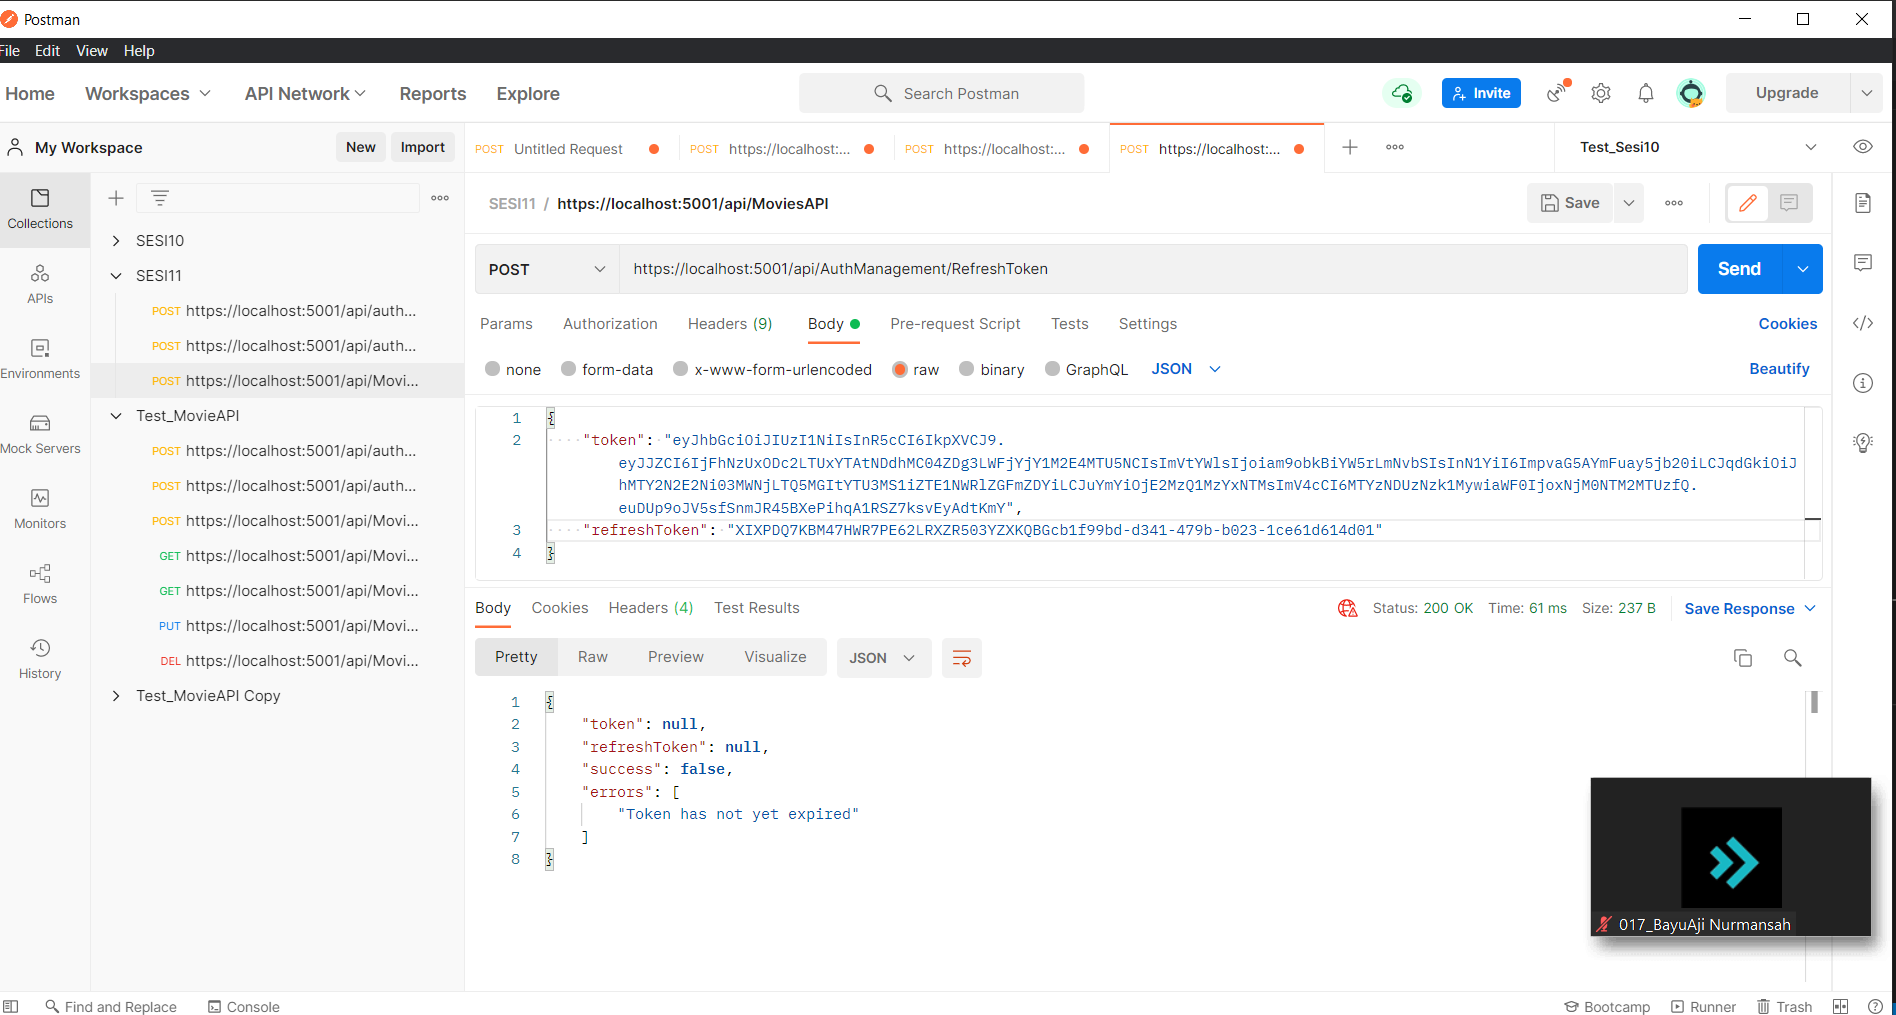 Postman
File Edit View Help
Home Workspaces API Network Reports Explore Search Postman Invite Upgrade
My Workspace New Import
POST Untitled Request POST https://localhost:... POST https://localhost:... POST https://localhost:... Test_Sesi10
Collections
APIs
Environments
Mock Servers
Monitors
Flows
History
SESI10
SESI11
POST https://localhost:5001/api/auth...
POST https://localhost:5001/api/auth...
POST https://localhost:5001/api/Movi...
Test_MovieAPI
POST https://localhost:5001/api/auth...
POST https://localhost:5001/api/auth...
POST https://localhost:5001/api/Movi...
GET https://localhost:5001/api/Movi...
GET https://localhost:5001/api/Movi...
PUT https://localhost:5001/api/Movi...
DEL https://localhost:5001/api/Movi...
Test_MovieAPI Copy
SESI11 / https://localhost:5001/api/MoviesAPI Save
POST https://localhost:5001/api/AuthManagement/RefreshToken Send
Params Authorization Headers (9) Body Pre-request Script Tests Settings Cookies
none form-data x-www-form-urlencoded raw binary GraphQL JSON Beautify
1 {
2 "token": "eyJhbGciOiJIUzI1NiIsInR5cCI6IkpXVCJ9.
eyJJZCI6IjFhNzUxODc2LTUxYTAtNDdhMC04ZDg3LWFjYjY1M2E4MTU5NCIsImVtYWlsIjoiam9obkBiYW5rLmNvbSIsInN1YiI6ImpvaG5AYmFuay5jb20iLCJqdGkiOiJ
hMTY2N2E2Ni03MWNjLTQ5MGItYTU3MS1iZTE1NWRlZGFmZDYiLCJuYmYiOjE2MzQ1MzYxNTMsImV4cCI6MTYzNDUzNzk1MywiaWF0IjoxNjM0NTM2MTUzfQ.
euDUp9oJV5sfSnmJR45BXePihqA1RSZ7ksvEyAdtKmY",
3 "refreshToken": "XIXPDQ7KBM47HWR7PE62LRXZR503YZXKQBGcb1f99bd-d341-479b-b023-1ce61d614d01"
4 }
Body Cookies Headers (4) Test Results Status: 200 OK Time: 61 ms Size: 237 B Save Response
Pretty Raw Preview Visualize JSON
1 {
2 "token": null,
3 "refreshToken": null,
4 "success": false,
5 "errors": [
6 "Token has not yet expired"
7 ]
8 }
017_BayuAji Nurmansah
Find and Replace Console Bootcamp Runner Trash